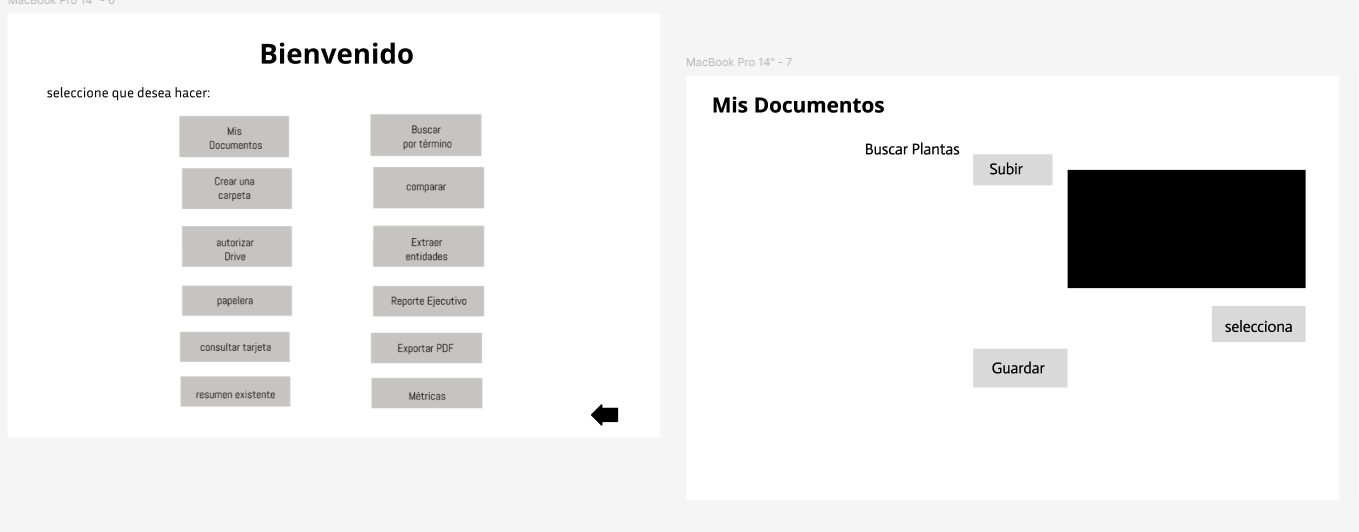 MacBook Pro 14" - 6
Bienvenido
seleccione que desea hacer:
Mis
Documentos
Buscar
por término
Crear una
carpeta
comparar
autorizar
Drive
Extraer
entidades
papelera
Reporte Ejecutivo
consultar tarjeta
Exportar PDF
resumen existente
Métricas
MacBook Pro 14" - 7
Mis Documentos
Buscar Plantas
Subir
selecciona
Guardar